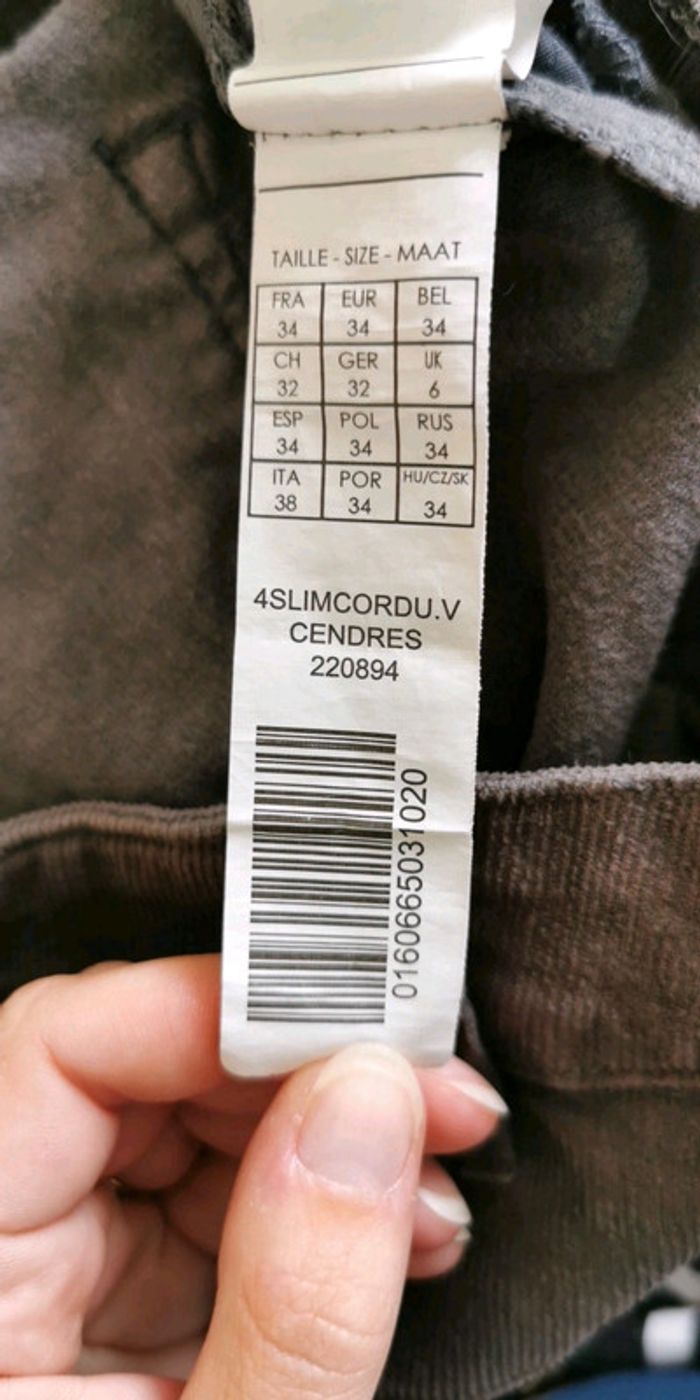 TAILLE - SIZE - MAAT
FRA EUR BEL
34 34 34
CH GER UK
32 32 6
ESP POL RUS
34 34 34
ITA POR HU/CZ/SK
38 34 34
4SLIMCORDU.V
CENDRES
220894
0160665031020